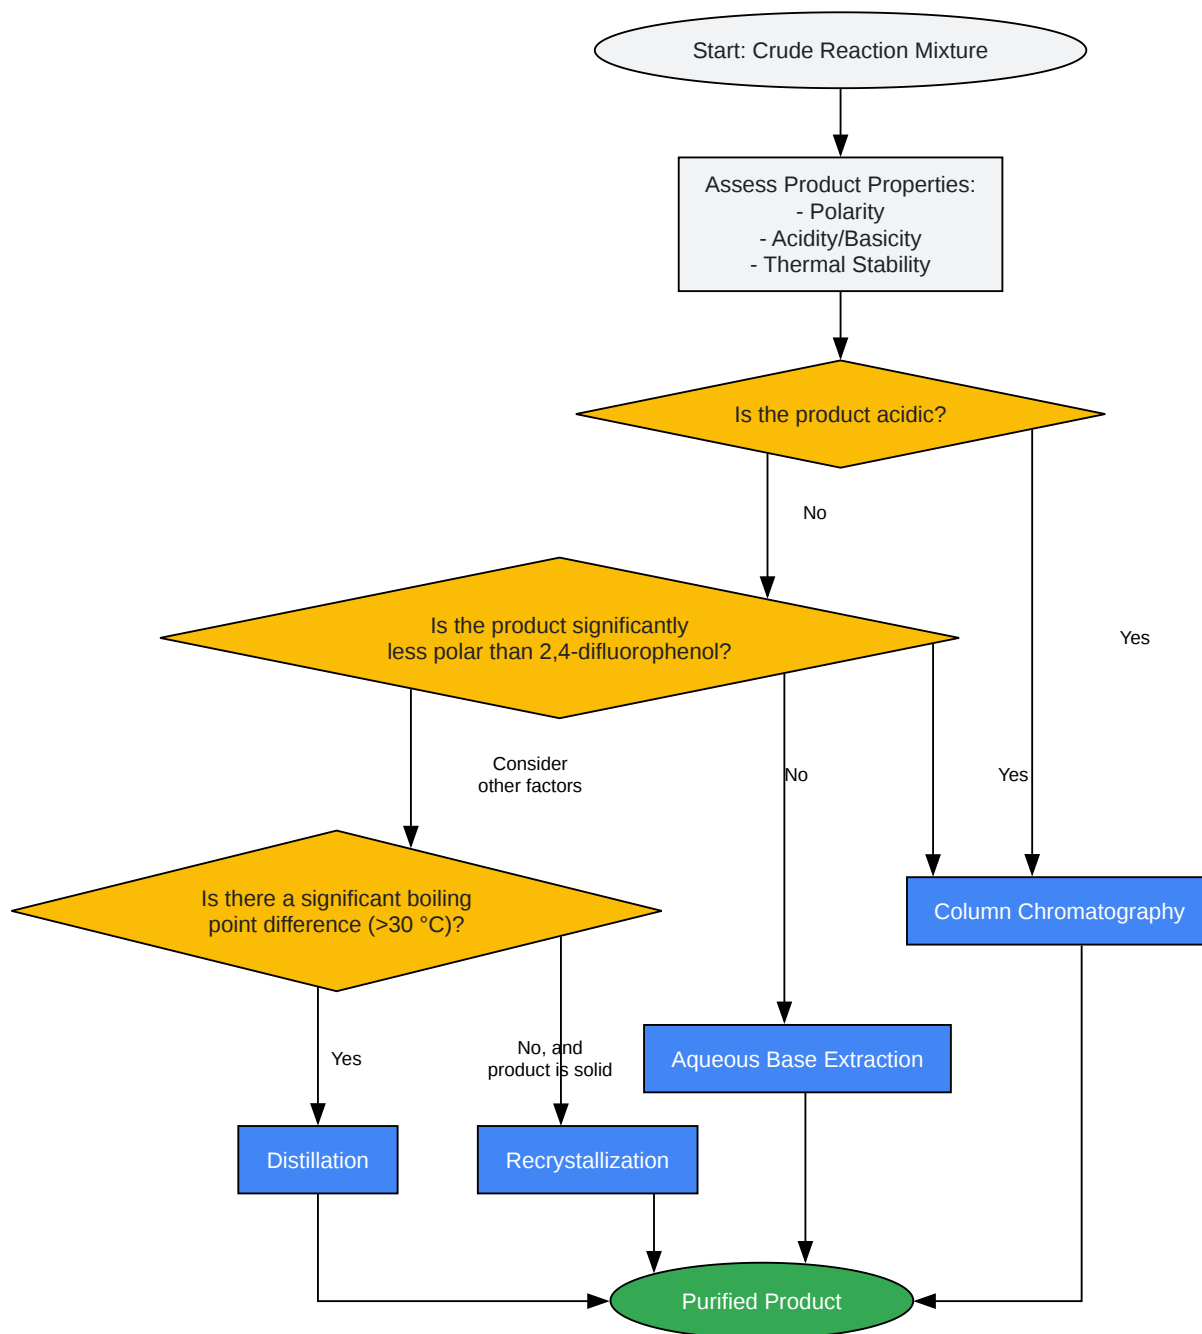 Start: Crude Reaction Mixture
Assess Product Properties:
- Polarity
- Acidity/Basicity
- Thermal Stability
Is the product acidic?
No
Is the product significantly
less polar than 2,4-difluorophenol?
Yes
Consider
other factors
No
Yes
Is there a significant boiling
point difference (>30 °C)?
Column Chromatography
Yes
No, and
product is solid
Aqueous Base Extraction
Distillation
Recrystallization
Purified Product